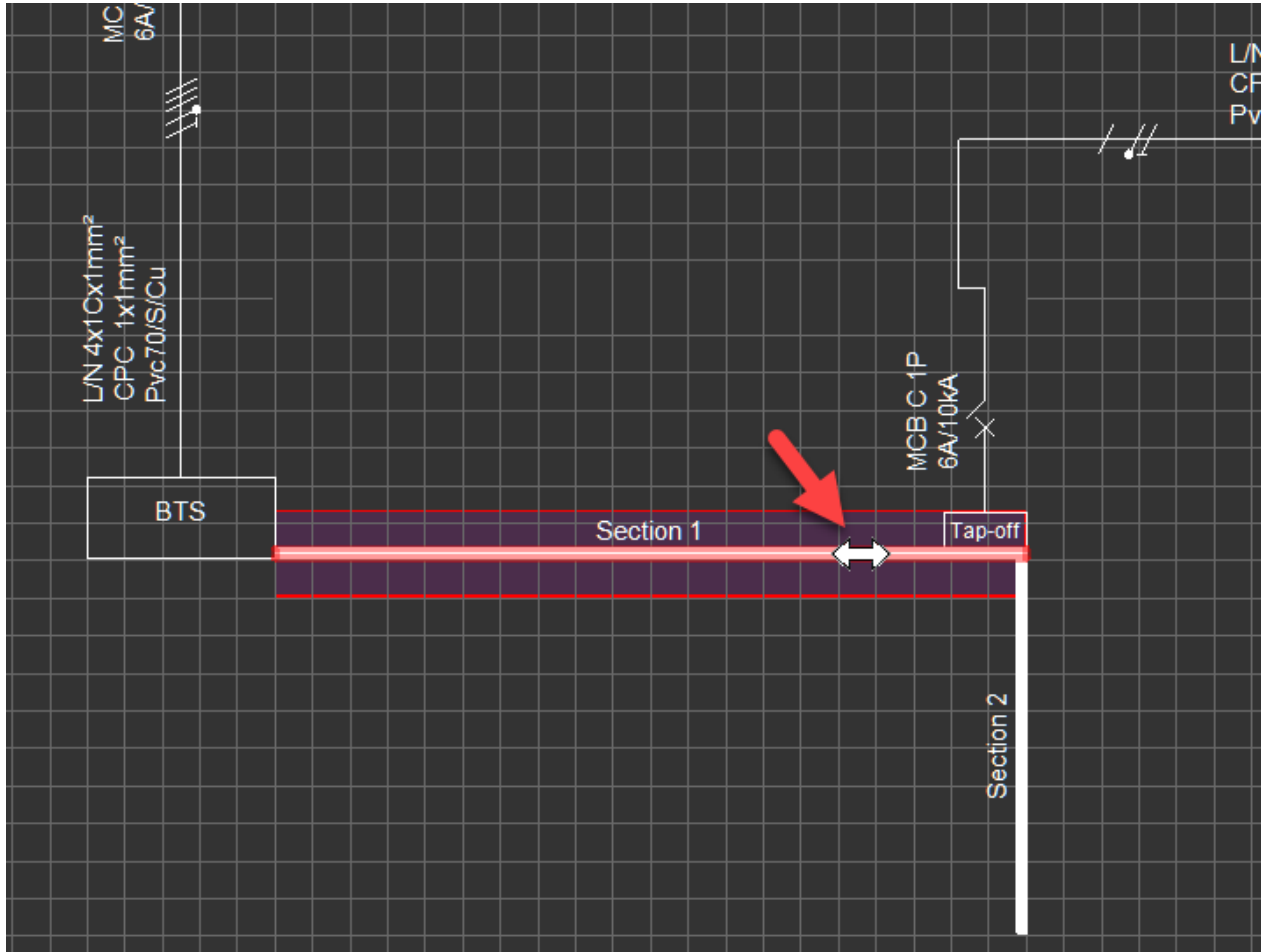 MC
6A/
L/N 4x1Cx1mm²
CPC 1x1mm²
Pvc70/S/Cu
BTS
Section 1
Tap-off
MCB C 1P
6A/10kA
L/N
CP
Pv
Section 2